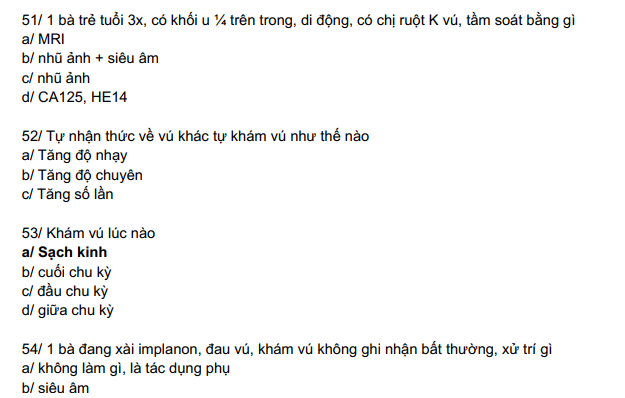 51/ 1 bà trẻ tuổi 3x, có khối u ¼ trên trong, di động, có chị ruột K vú, tầm soát bằng gì
a/ MRI
b/ nhũ ảnh + siêu âm
c/ nhũ ảnh
d/ CA125, HE14
52/ Tự nhận thức về vú khác tự khám vú như thế nào
a/ Tăng độ nhạy
b/ Tăng độ chuyên
c/ Tăng số lần
53/ Khám vú lúc nào
a/ Sạch kinh
b/ cuối chu kỳ
c/ đầu chu kỳ
d/ giữa chu kỳ
54/ 1 bà đang xài implanon, đau vú, khám vú không ghi nhận bất thường, xử trí gì
a/ không làm gì, là tác dụng phụ
b/ siêu âm